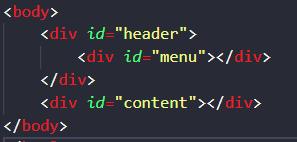 <body>
    <div id="header">
        <div id="menu"></div>
    </div>
    <div id="content"></div>
</body>